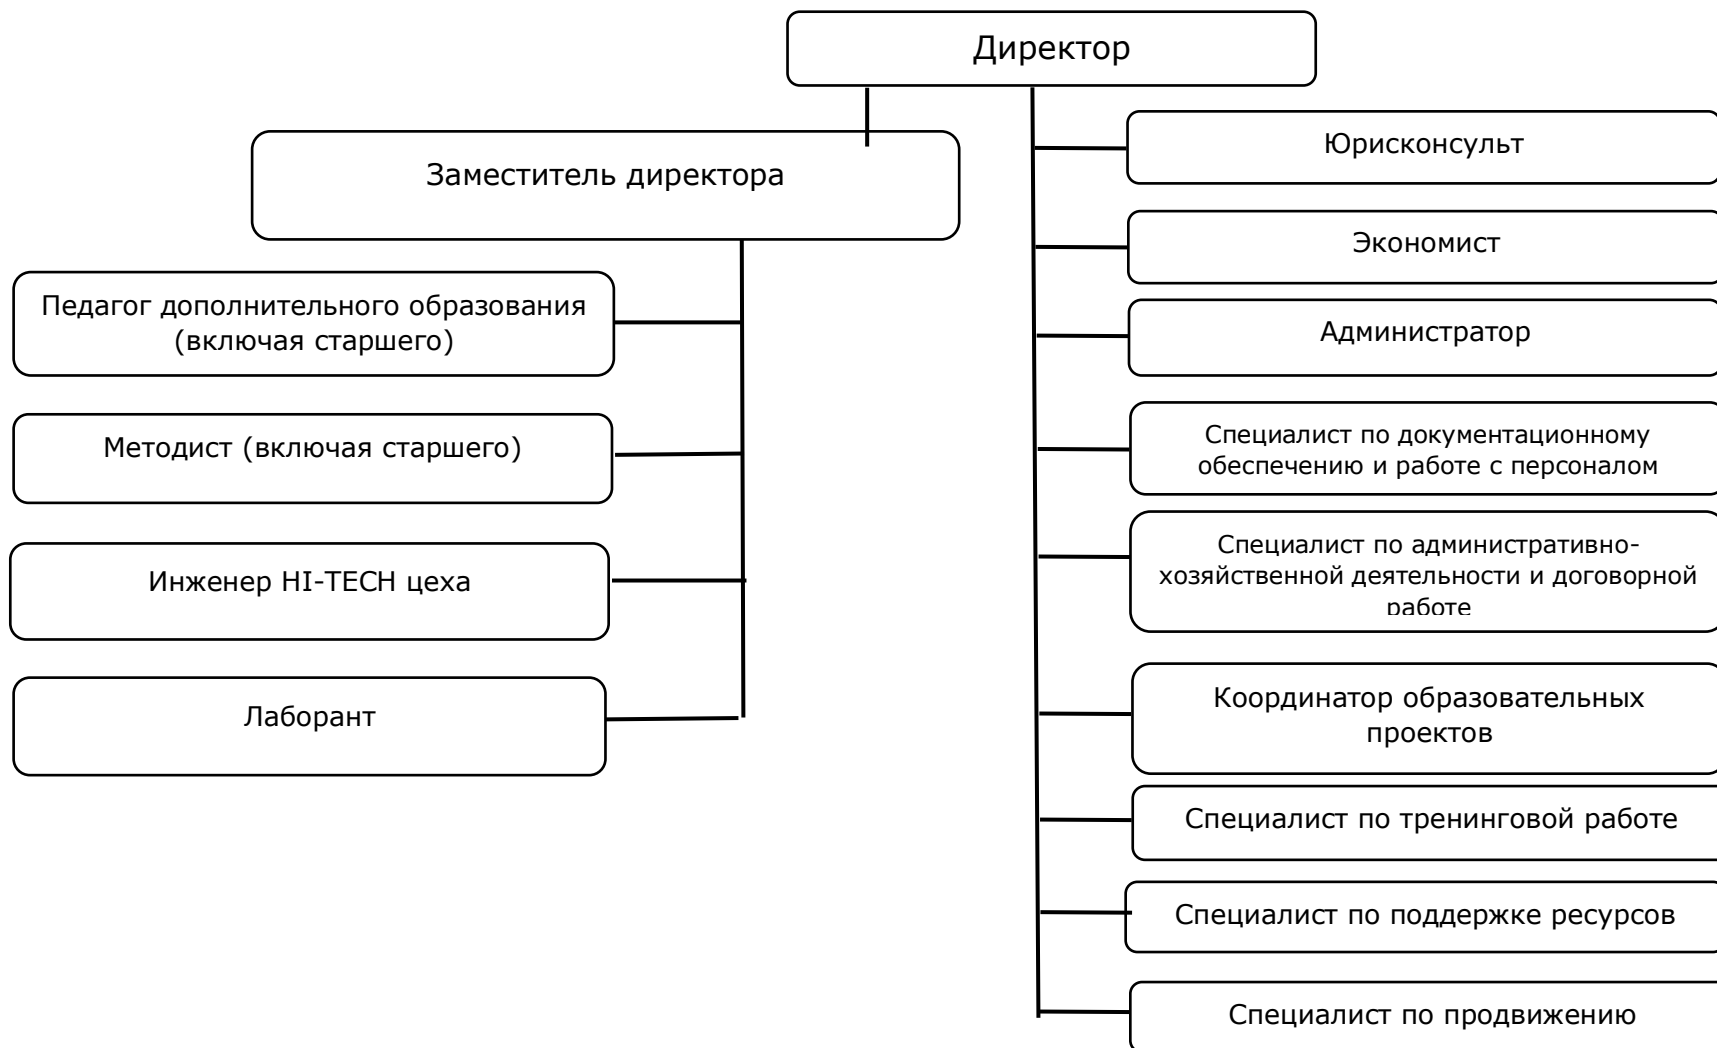 Директор
Заместитель директора
Педагог дополнительного образования
(включая старшего)
Методист (включая старшего)
Инженер HI-TECH цеха
Лаборант
Юрисконсульт
Экономист
Администратор
Специалист по документационному
обеспечению и работе с персоналом
Специалист по административно-
хозяйственной деятельности и договорной
работе
Координатор образовательных
проектов
Специалист по тренинговой работе
Специалист по поддержке ресурсов
Специалист по продвижению